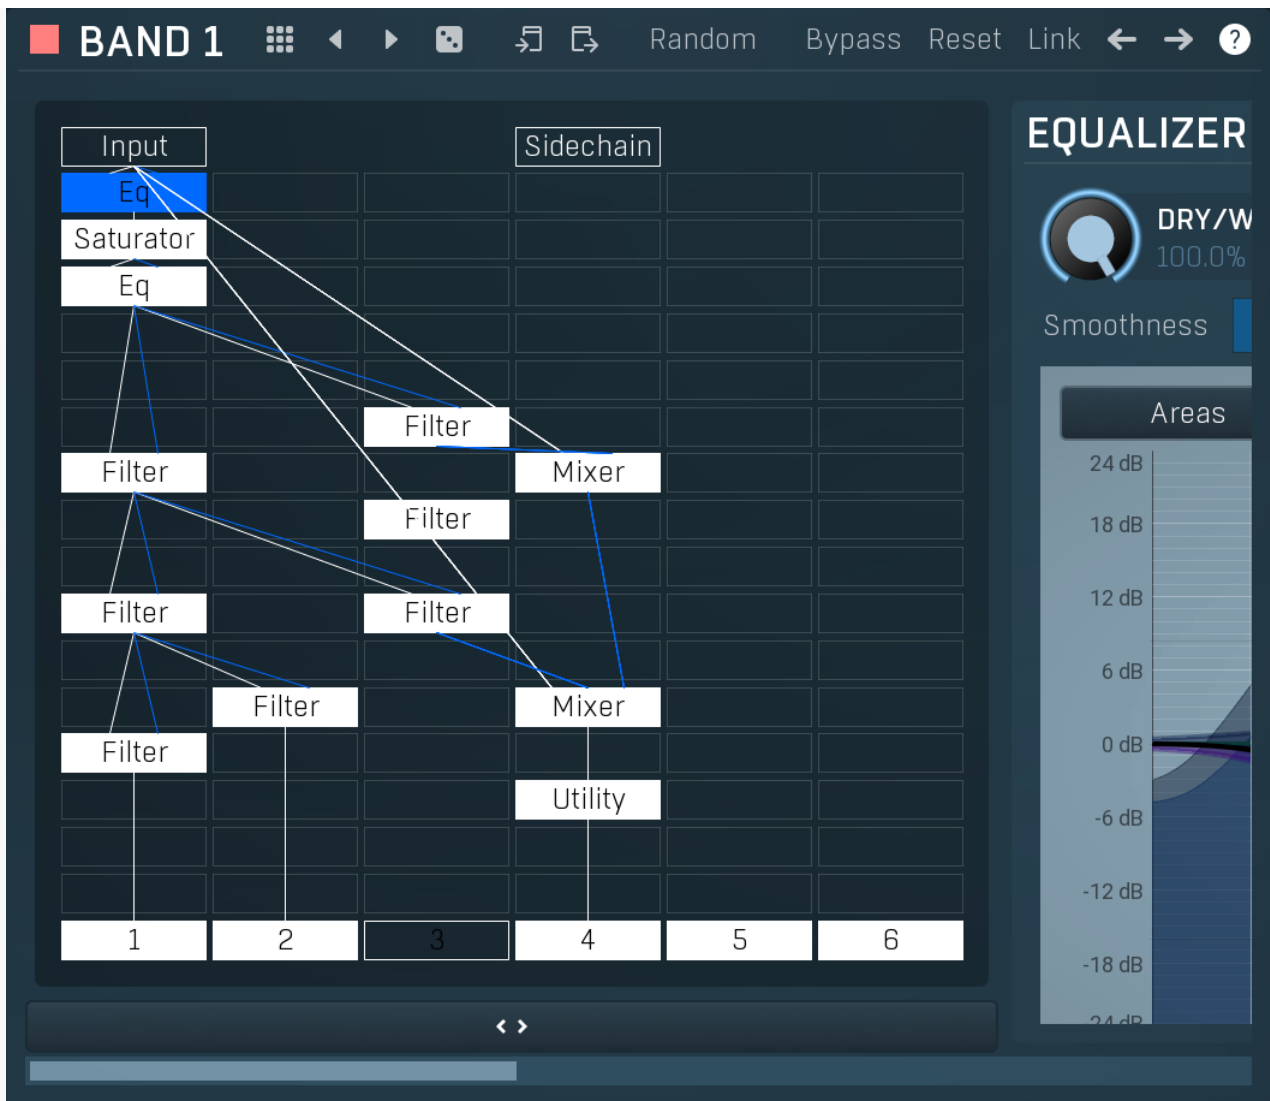 BAND 1 Random Bypass Reset Link ?
Input Sidechain
EQUALIZER
Eq
DRY/W
Saturator
100.0%
Eq
Smoothness
Areas
Filter
24 dB
Filter Mixer
Filter
18 dB
12 dB
Filter Filter
6 dB
Filter Mixer
0 dB
Filter
Utility
-6 dB
-12 dB
1 2 3 4 5 6
-18 dB